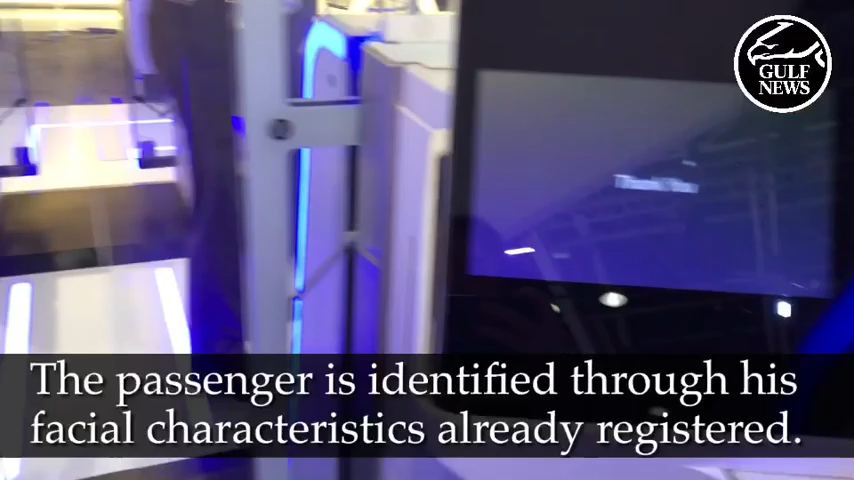 GULF
NEWS
The passenger is identified through his
facial characteristics already registered.